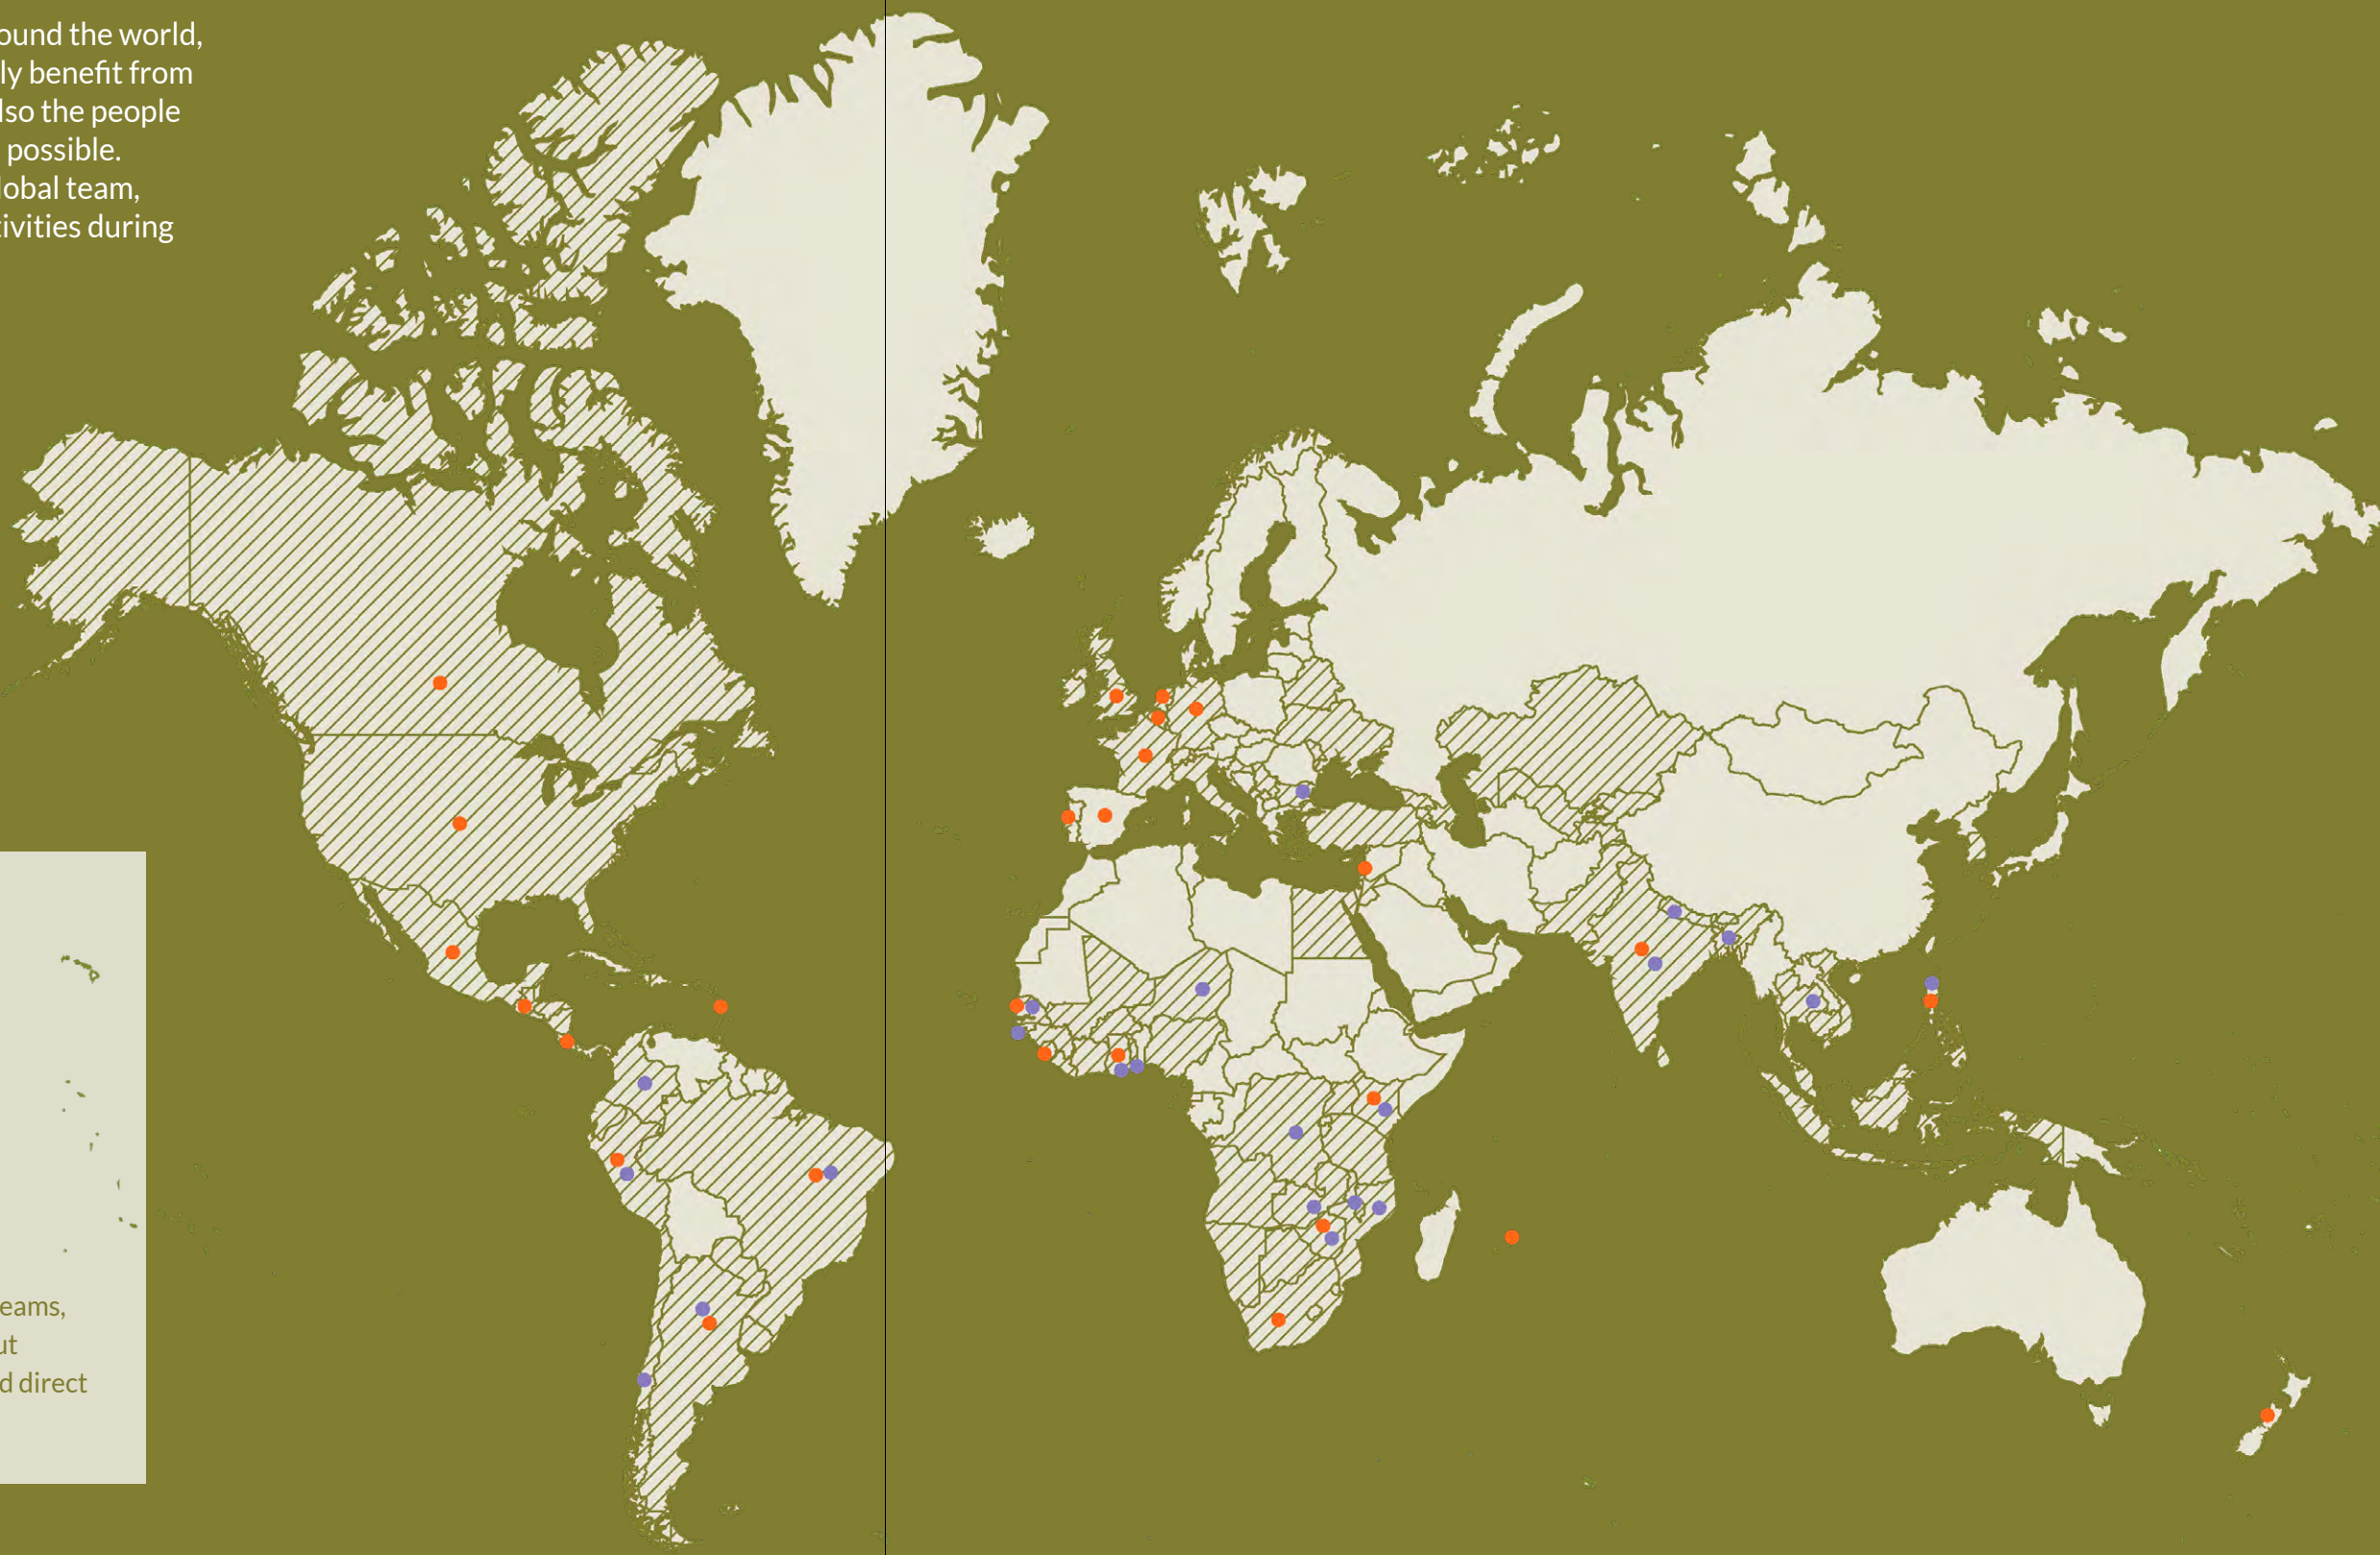 ound the world,
ly benefit from
lso the people
possible.
lobal team,
tivities during
eams,
ut
d direct